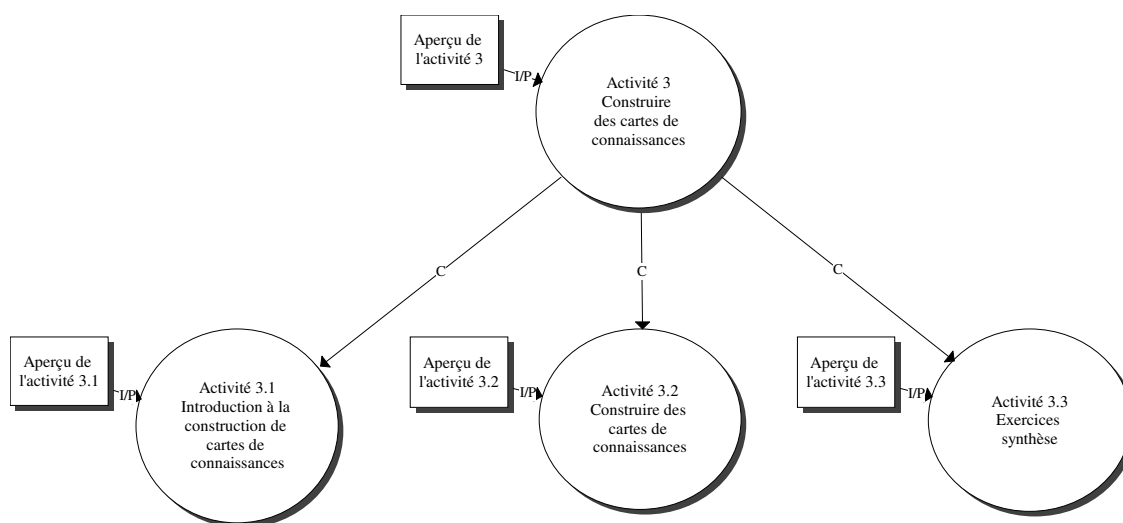 Aperçu de
l'activité 3
I/P
Activité 3
Construire
des cartes de
connaissances
C
C
C
Aperçu de
l'activité 3.1
I/P
Activité 3.1
Introduction à la
construction de
cartes de
connaissances
Aperçu de
l'activité 3.2
I/P
Activité 3.2
Construire des
cartes de
connaissances
Aperçu de
l'activité 3.3
I/P
Activité 3.3
Exercices
synthèse